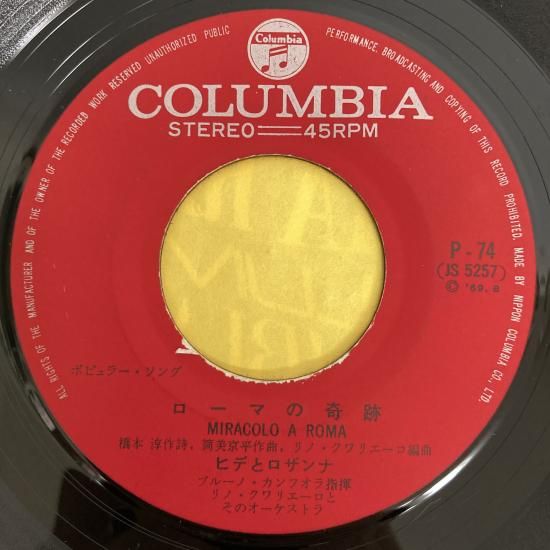 ALL RIGHTS OF THE MANUFACTURER AND OF THE OWNER OF THE RECORDED WORK RESERVED UNAUTHORIZED PUBLIC PERFORMANCE, BROADCASTING AND COPYING OF THIS RECORD PROHIBITED. MADE BY NIPPON COLUMBIA CO., LTD.
Columbia
COLUMBIA
STEREO 45RPM
P-74
(JS 5257)
© '69.8
ポピュラー・ソング
ローマの奇跡
MIRACOLO A ROMA
橋本 淳作詩, 筒美京平作曲, リノ・クワリエーロ編曲
ヒデとロザンナ
ブルーノ・カンフオラ指揮
リノ・クワリエーロと
そのオーケストラ